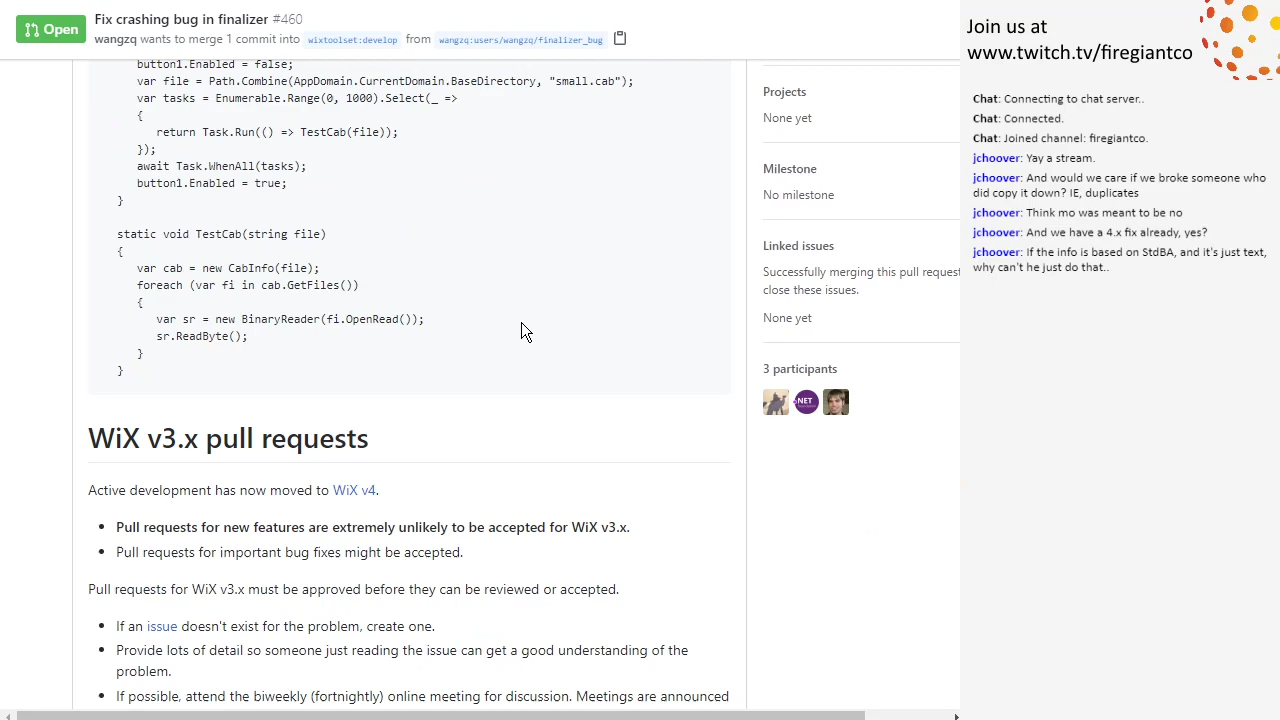 Open
Fix crashing bug in finalizer #460
wangzq wants to merge 1 commit into wixtoolset:develop from wangzq:users/wangzq/finalizer_bug
button1.Enabled = false;
var file = Path.Combine(AppDomain.CurrentDomain.BaseDirectory, "small.cab");
var tasks = Enumerable.Range(0, 1000).Select(_ =>
{
return Task.Run(() => TestCab(file));
});
await Task.WhenAll(tasks);
button1.Enabled = true;
}
static void TestCab(string file)
{
var cab = new CabInfo(file);
foreach (var fi in cab.GetFiles())
{
var sr = new BinaryReader(fi.OpenRead());
sr.ReadByte();
}
}
WiX v3.x pull requests
Active development has now moved to WiX v4.
• Pull requests for new features are extremely unlikely to be accepted for WiX v3.x.
• Pull requests for important bug fixes might be accepted.
Pull requests for WiX v3.x must be approved before they can be reviewed or accepted.
• If an issue doesn't exist for the problem, create one.
• Provide lots of detail so someone just reading the issue can get a good understanding of the
problem.
• If possible, attend the biweekly (fortnightly) online meeting for discussion. Meetings are announced
Projects
None yet
Milestone
No milestone
Linked issues
Successfully merging this pull request
close these issues.
None yet
3 participants
.NET
Join us at
www.twitch.tv/firegiantco
Chat: Connecting to chat server..
Chat: Connected.
Chat: Joined channel: firegiantco.
jchoover: Yay a stream.
jchoover: And would we care if we broke someone who
did copy it down? IE, duplicates
jchoover: Think mo was meant to be no
jchoover: And we have a 4.x fix already, yes?
jchoover: If the info is based on StdBA, and it's just text,
why can't he just do that..